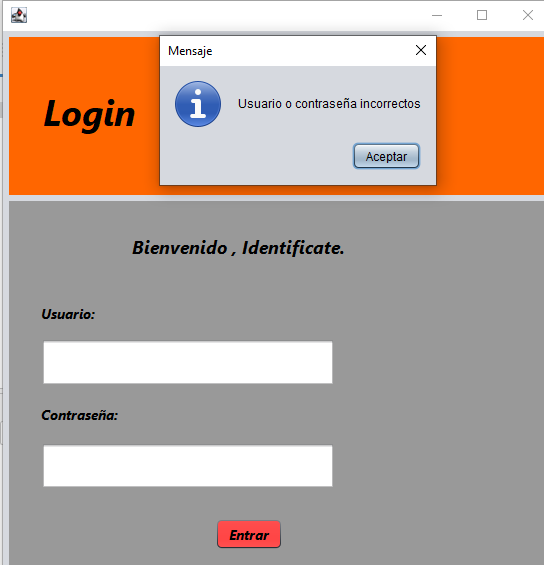 Mensaje
Usuario o contraseña incorrectos
Aceptar
Login
Bienvenido , Identificate.
Usuario:
Contraseña:
Entrar